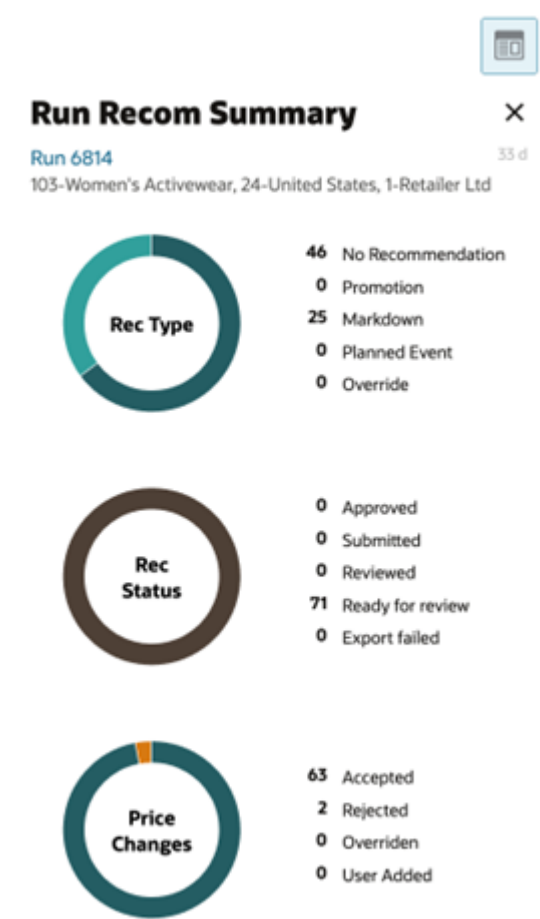 Run Recom Summary
Run 6814
33 d
103-Women's Activewear, 24-United States, 1-Retailer Ltd
Rec Type
46 No Recommendation
0 Promotion
25 Markdown
0 Planned Event
0 Override
Rec
Status
0 Approved
0 Submitted
0 Reviewed
71 Ready for review
0 Export failed
Price
Changes
63 Accepted
2 Rejected
0 Overriden
0 User Added